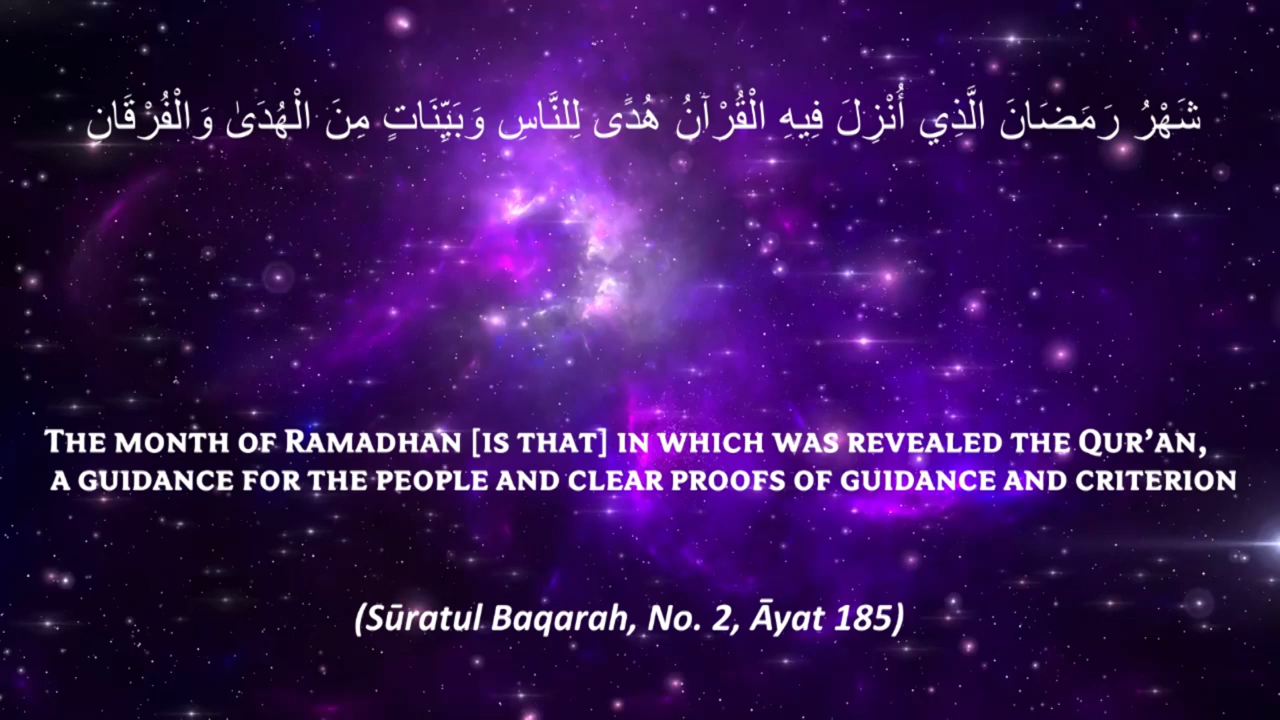 شَهْرُ رَمَضَانَ الَّذِي أُنْزِلَ فِيهِ الْقُرْآنُ هُدًى لِلنَّاسِ وَبَيِّنَاتٍ مِنَ الْهُدَىٰ وَالْفُرْقَانِ
The month of Ramadhan [is that] in which was revealed the Qur’an,
a guidance for the people and clear proofs of guidance and criterion
(Sūratul Baqarah, No. 2, Āyat 185)